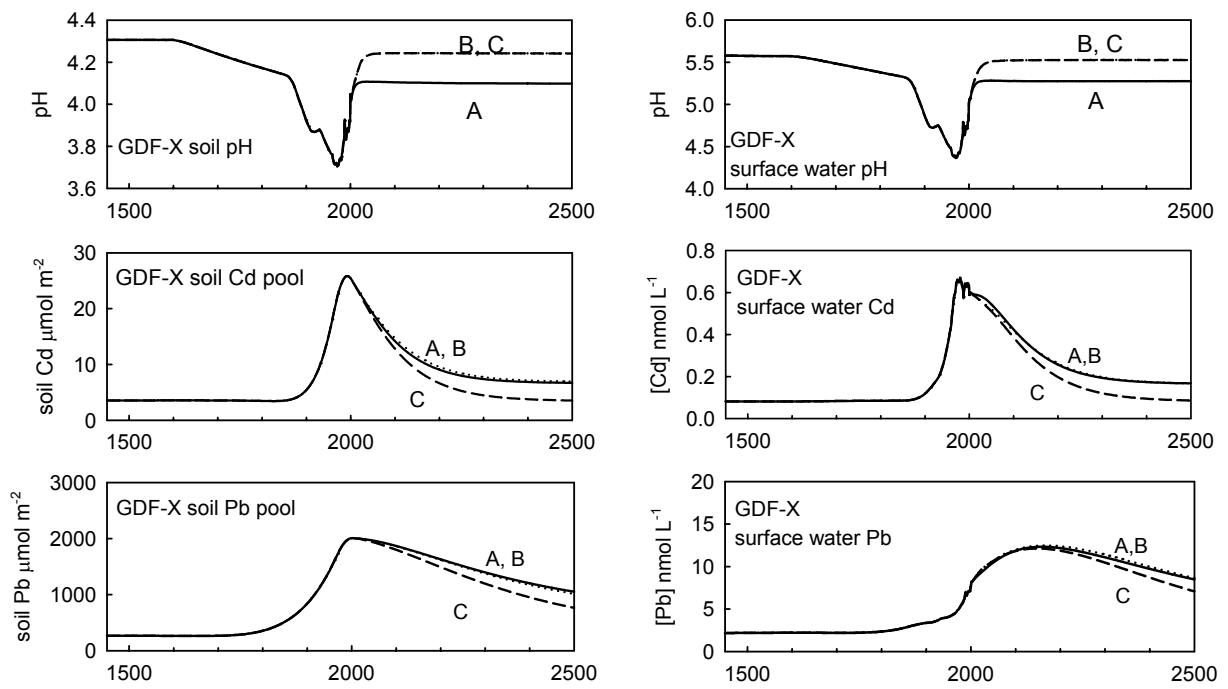 pH
4.4
4.2
4.0
3.8
3.6
B, C
A
GDF-X soil pH
1500 2000 2500
pH
6.0
5.5
5.0
4.5
4.0
B, C
A
GDF-X
surface water pH
1500 2000 2500
soil Cd μmol m⁻²
30
20
10
0
GDF-X soil Cd pool
A, B
C
1500 2000 2500
[Cd] nmol L⁻¹
0.8
0.6
0.4
0.2
0.0
GDF-X
surface water Cd
A,B
C
1500 2000 2500
soil Pb μmol m⁻²
3000
2000
1000
0
GDF-X soil Pb pool
A, B
C
1500 2000 2500
[Pb] nmol L⁻¹
20
15
10
5
0
GDF-X
surface water Pb
A,B
C
1500 2000 2500